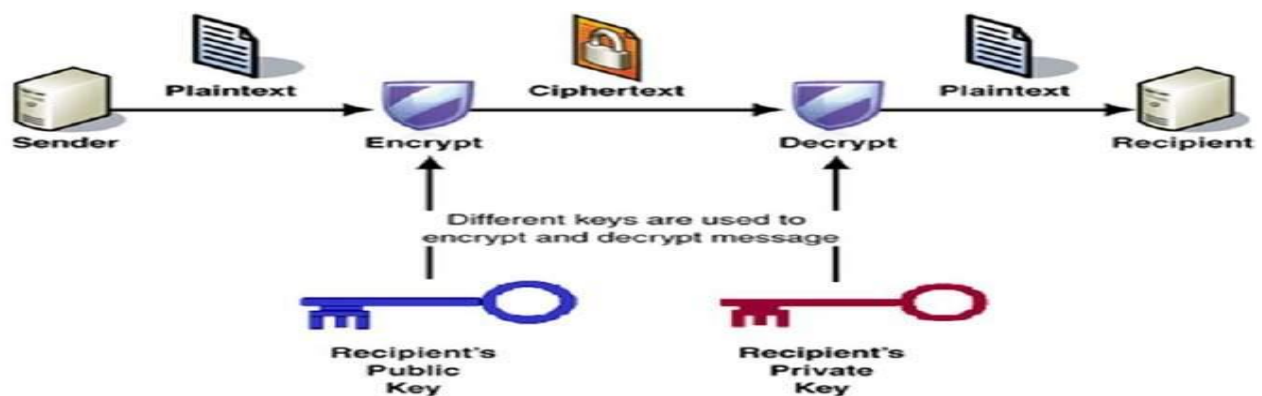 Plaintext
Ciphertext
Plaintext
Sender
Encrypt
Decrypt
Recipient
Different keys are used to
encrypt and decrypt message
Recipient's
Public
Key
Recipient's
Private
Key